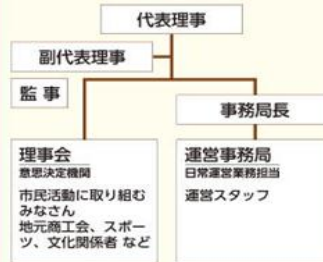 代表理事
副代表理事
監 事
事務局長
理事会
意思決定機関
市民活動に取り組む
みなさん
地元商工会、スポー
ツ、文化関係者 など
運営事務局
日常運営業務担当
運営スタッフ